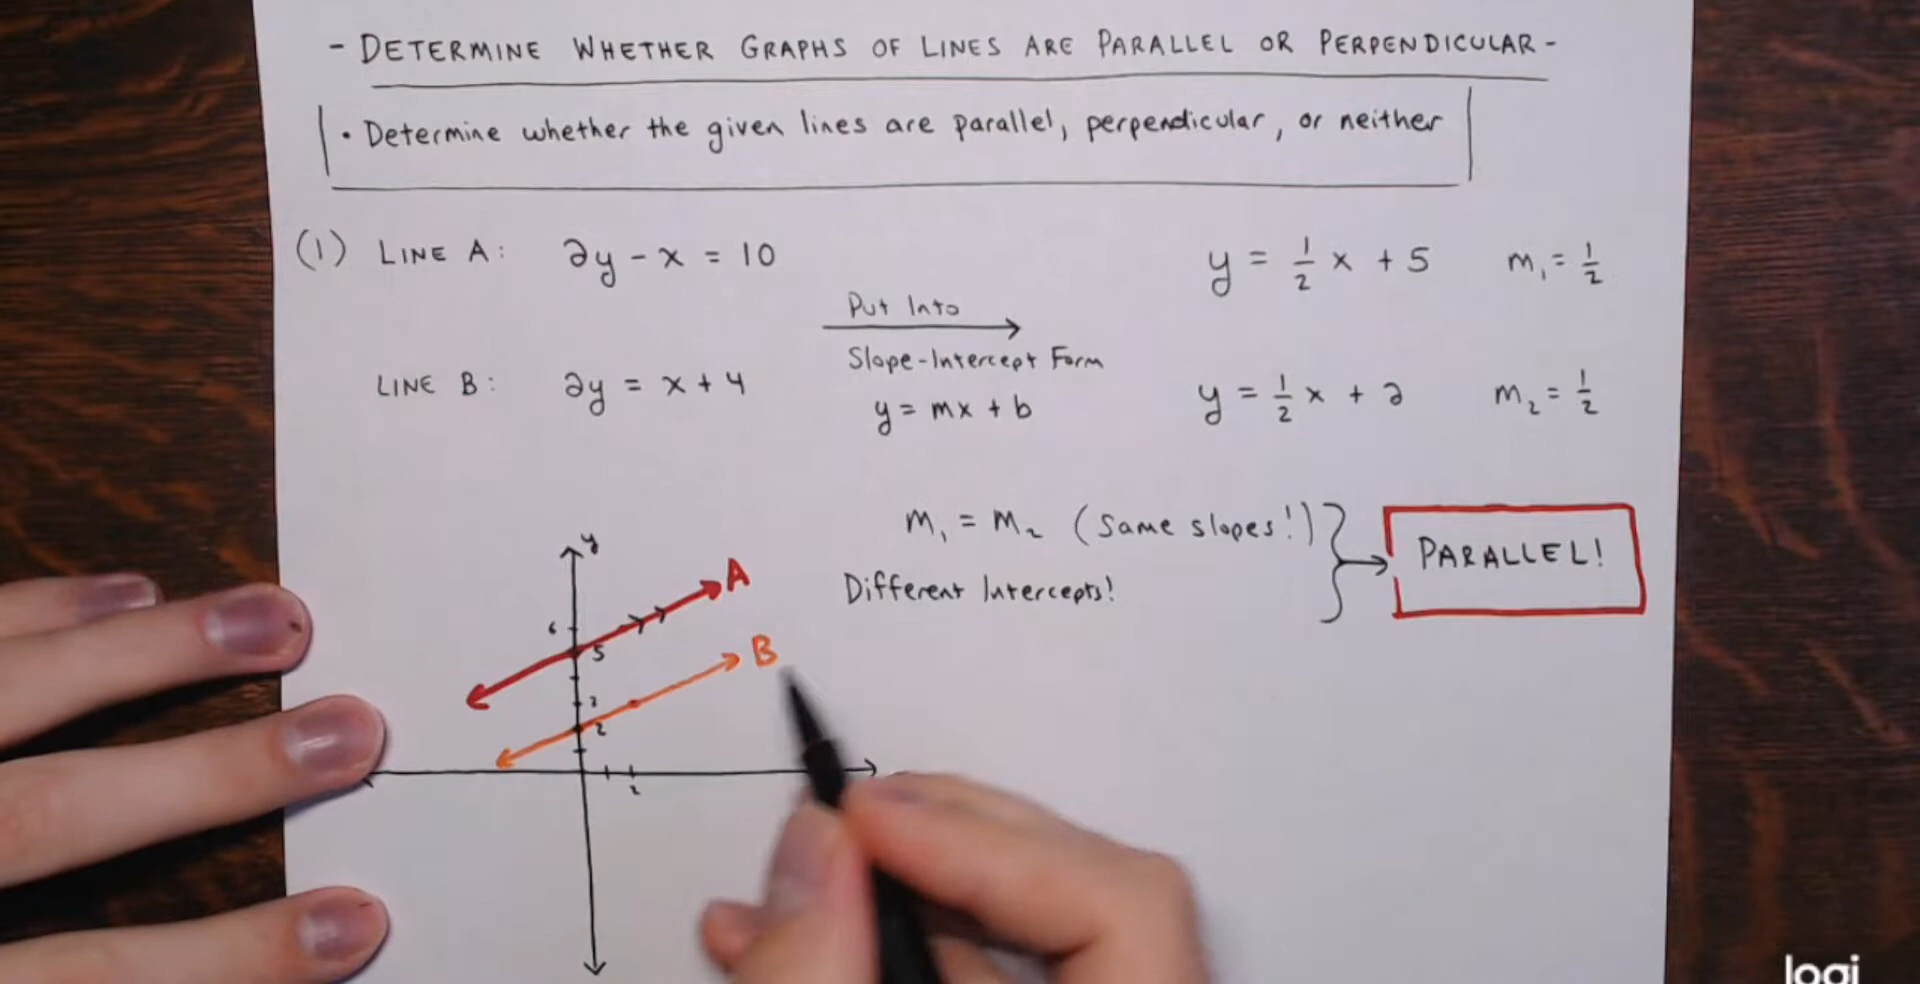 - DETERMINE WHETHER GRAPHS OF LINES ARE PARALLEL OR PERPENDICULAR -
• Determine whether the given lines are parallel, perpendicular, or neither
(1) LINE A: 2y - x = 10
y = 1/2 x + 5 m₁ = 1/2
Put Into
Slope-Intercept Form
y = mx + b
LINE B: 2y = x + 4
y = 1/2 x + 2 m₂ = 1/2
m₁ = m₂ (Same slopes!)
Different Intercepts!
PARALLEL!
y
A
6
5
B
3
2
2
logi